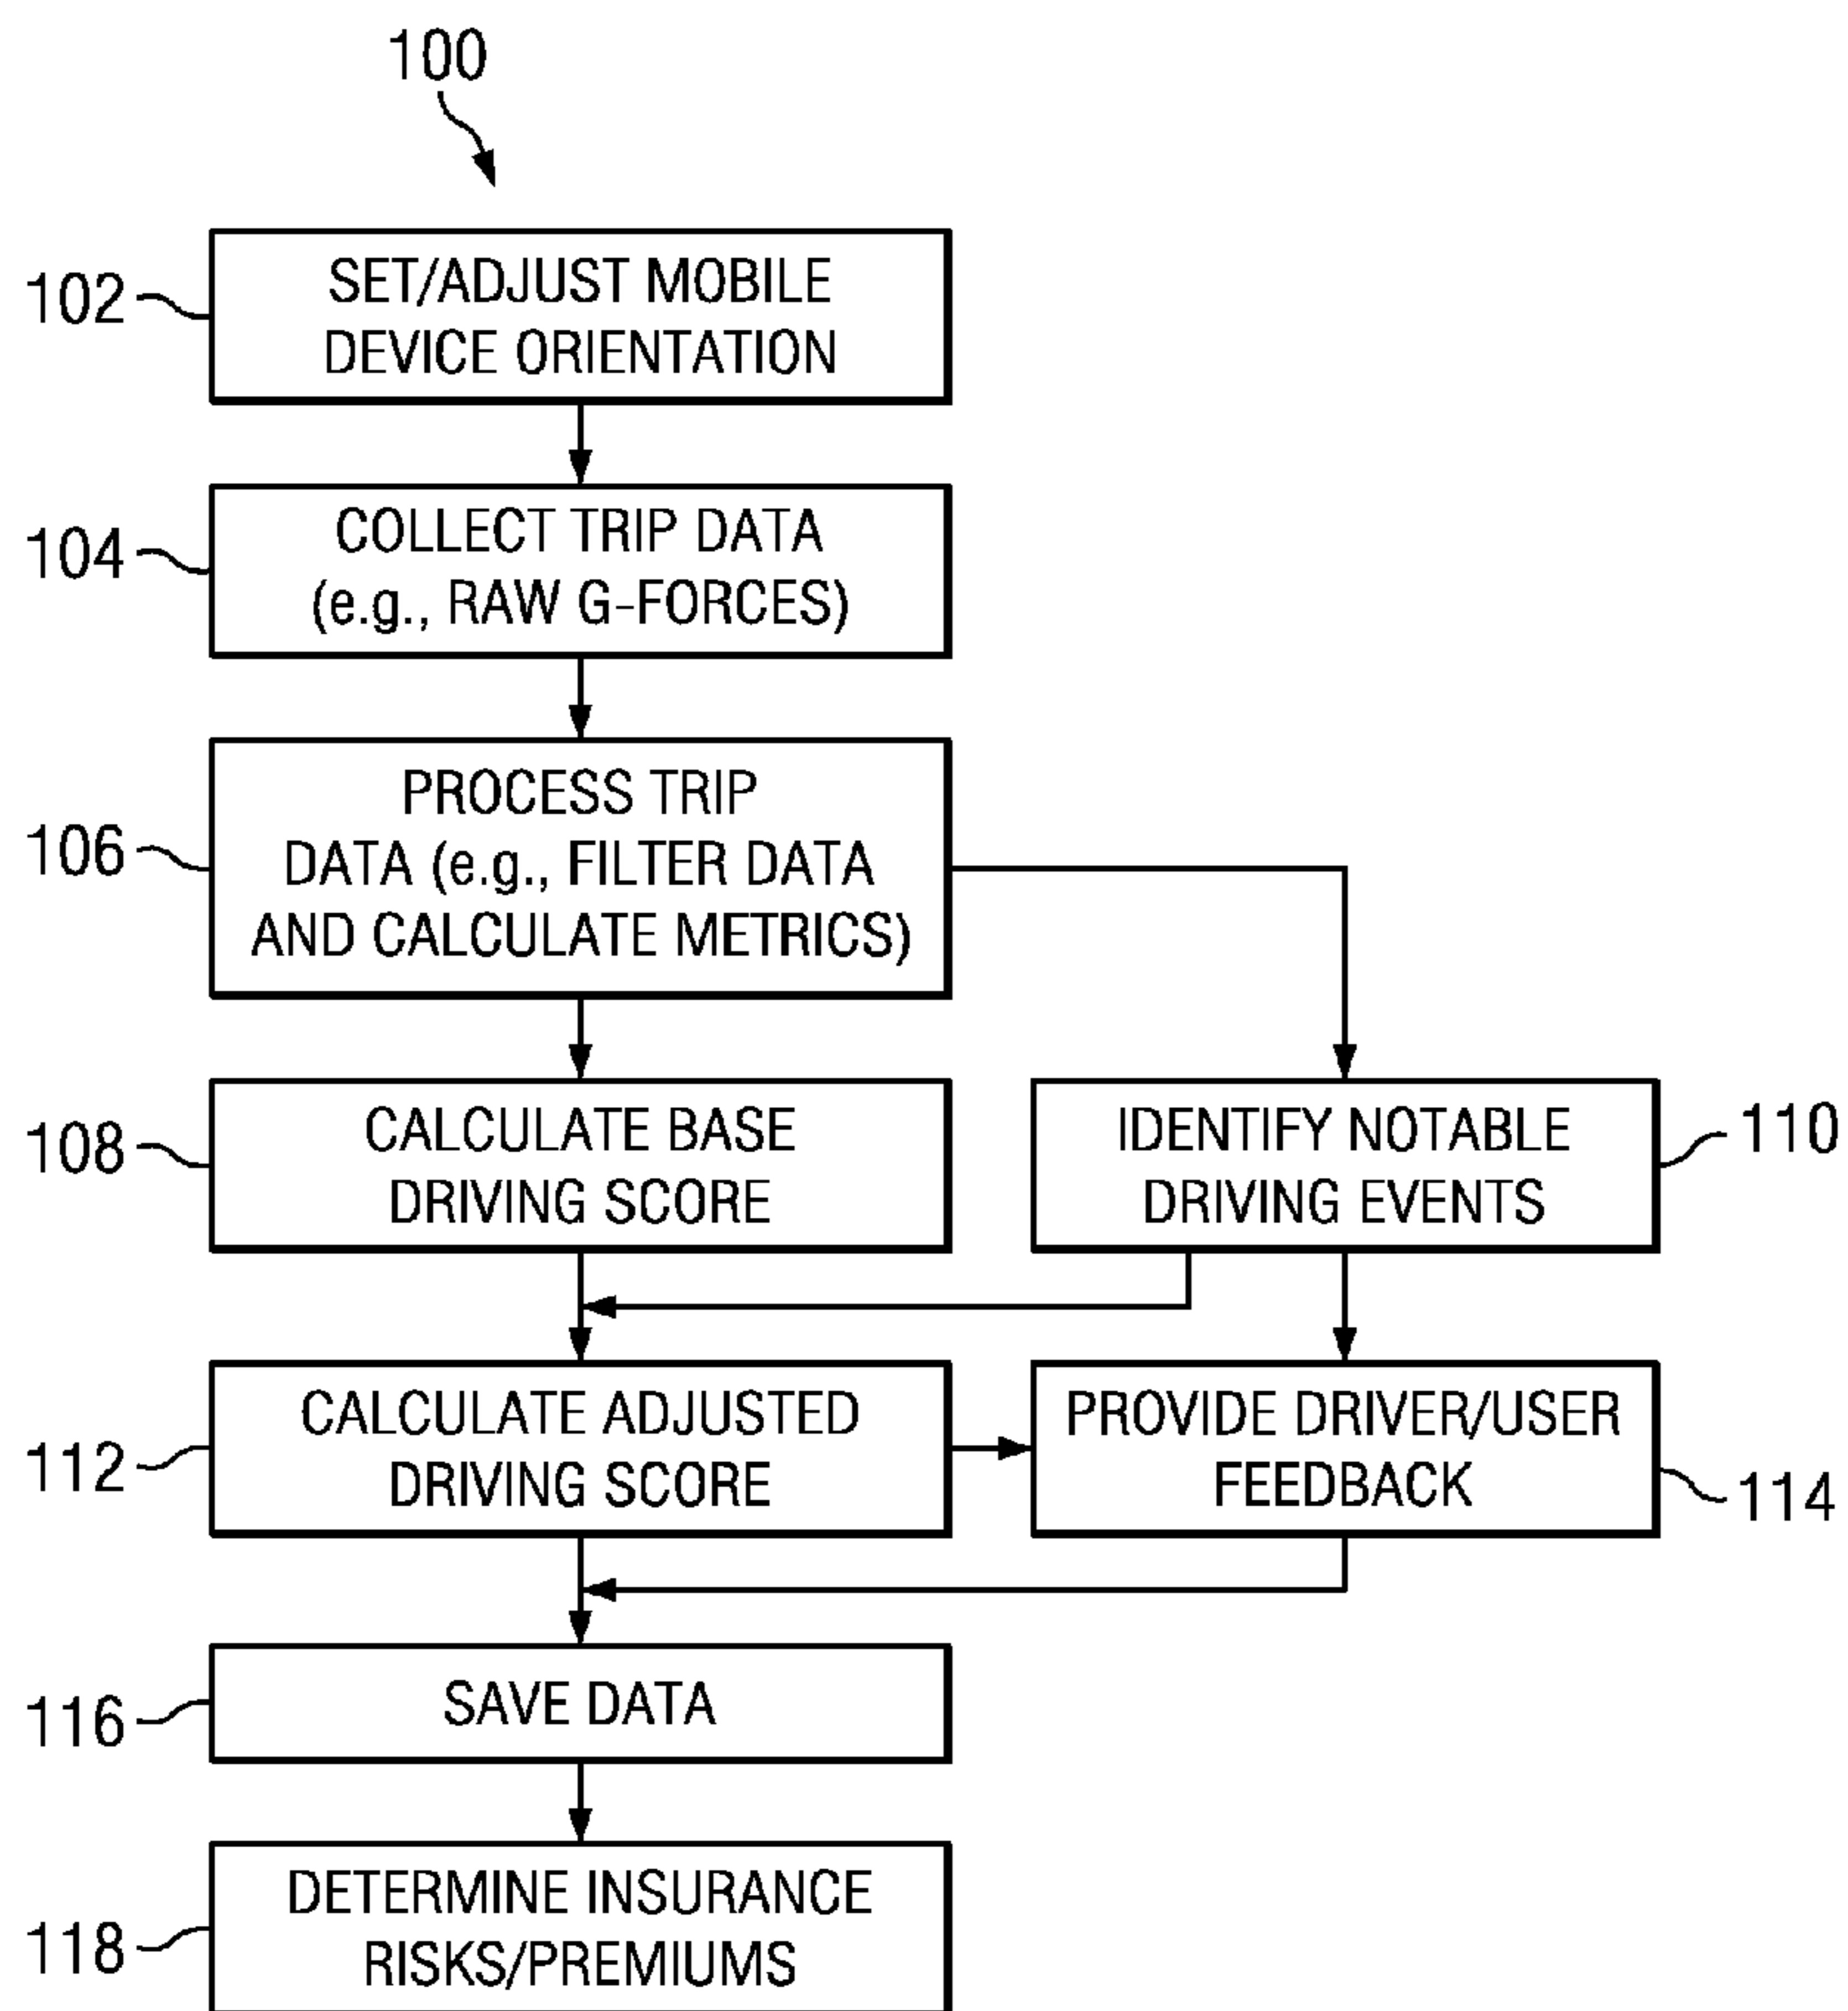 100
102
SET/ADJUST MOBILE
DEVICE ORIENTATION
104
COLLECT TRIP DATA
(e.g., RAW G-FORCES)
106
PROCESS TRIP
DATA (e.g., FILTER DATA
AND CALCULATE METRICS)
108
CALCULATE BASE
DRIVING SCORE
IDENTIFY NOTABLE
DRIVING EVENTS
110
112
CALCULATE ADJUSTED
DRIVING SCORE
PROVIDE DRIVER/USER
FEEDBACK
114
116
SAVE DATA
118
DETERMINE INSURANCE
RISKS/PREMIUMS